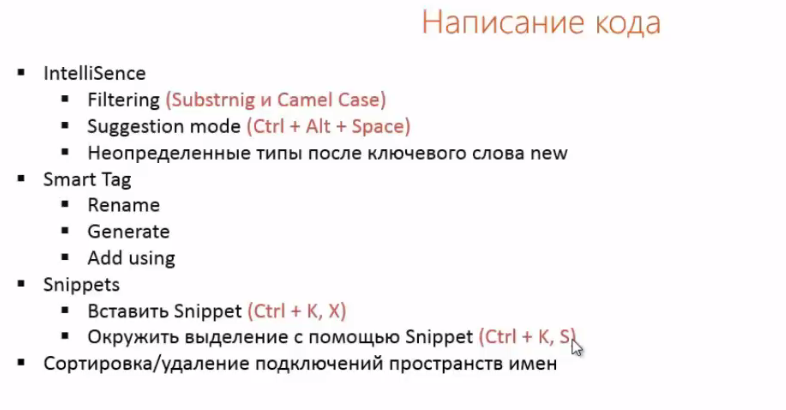 Написание кода
▪ IntelliSence
▪ Filtering (Substrnig и Camel Case)
▪ Suggestion mode (Ctrl + Alt + Space)
▪ Неопределенные типы после ключевого слова new
▪ Smart Tag
▪ Rename
▪ Generate
▪ Add using
▪ Snippets
▪ Вставить Snippet (Ctrl + K, X)
▪ Окружить выделение с помощью Snippet (Ctrl + K, S)
▪ Сортировка/удаление подключений пространств имен